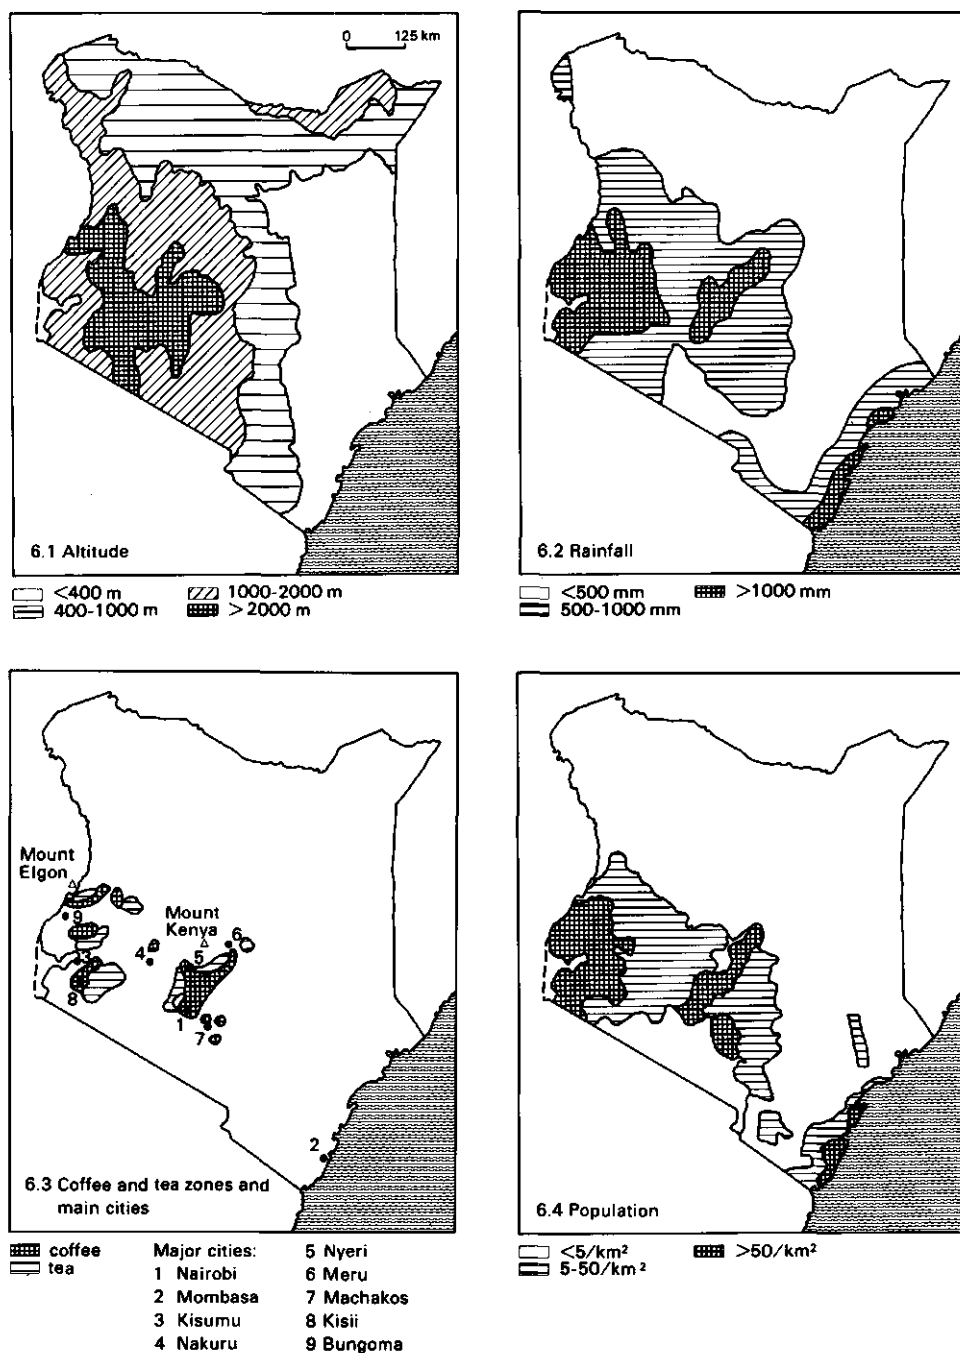 0 125 km
6.1 Altitude
<400 m
1000-2000 m
400-1000 m
>2000 m
6.2 Rainfall
<500 mm
>1000 mm
500-1000 mm
Mount
Elgon
Mount
Kenya
9
3
8
4
5
6
1
7
2
6.3 Coffee and tea zones and
main cities
coffee
tea
Major cities:
1 Nairobi
2 Mombasa
3 Kisumu
4 Nakuru
5 Nyeri
6 Meru
7 Machakos
8 Kisii
9 Bungoma
6.4 Population
<5/km²
>50/km²
5-50/km²